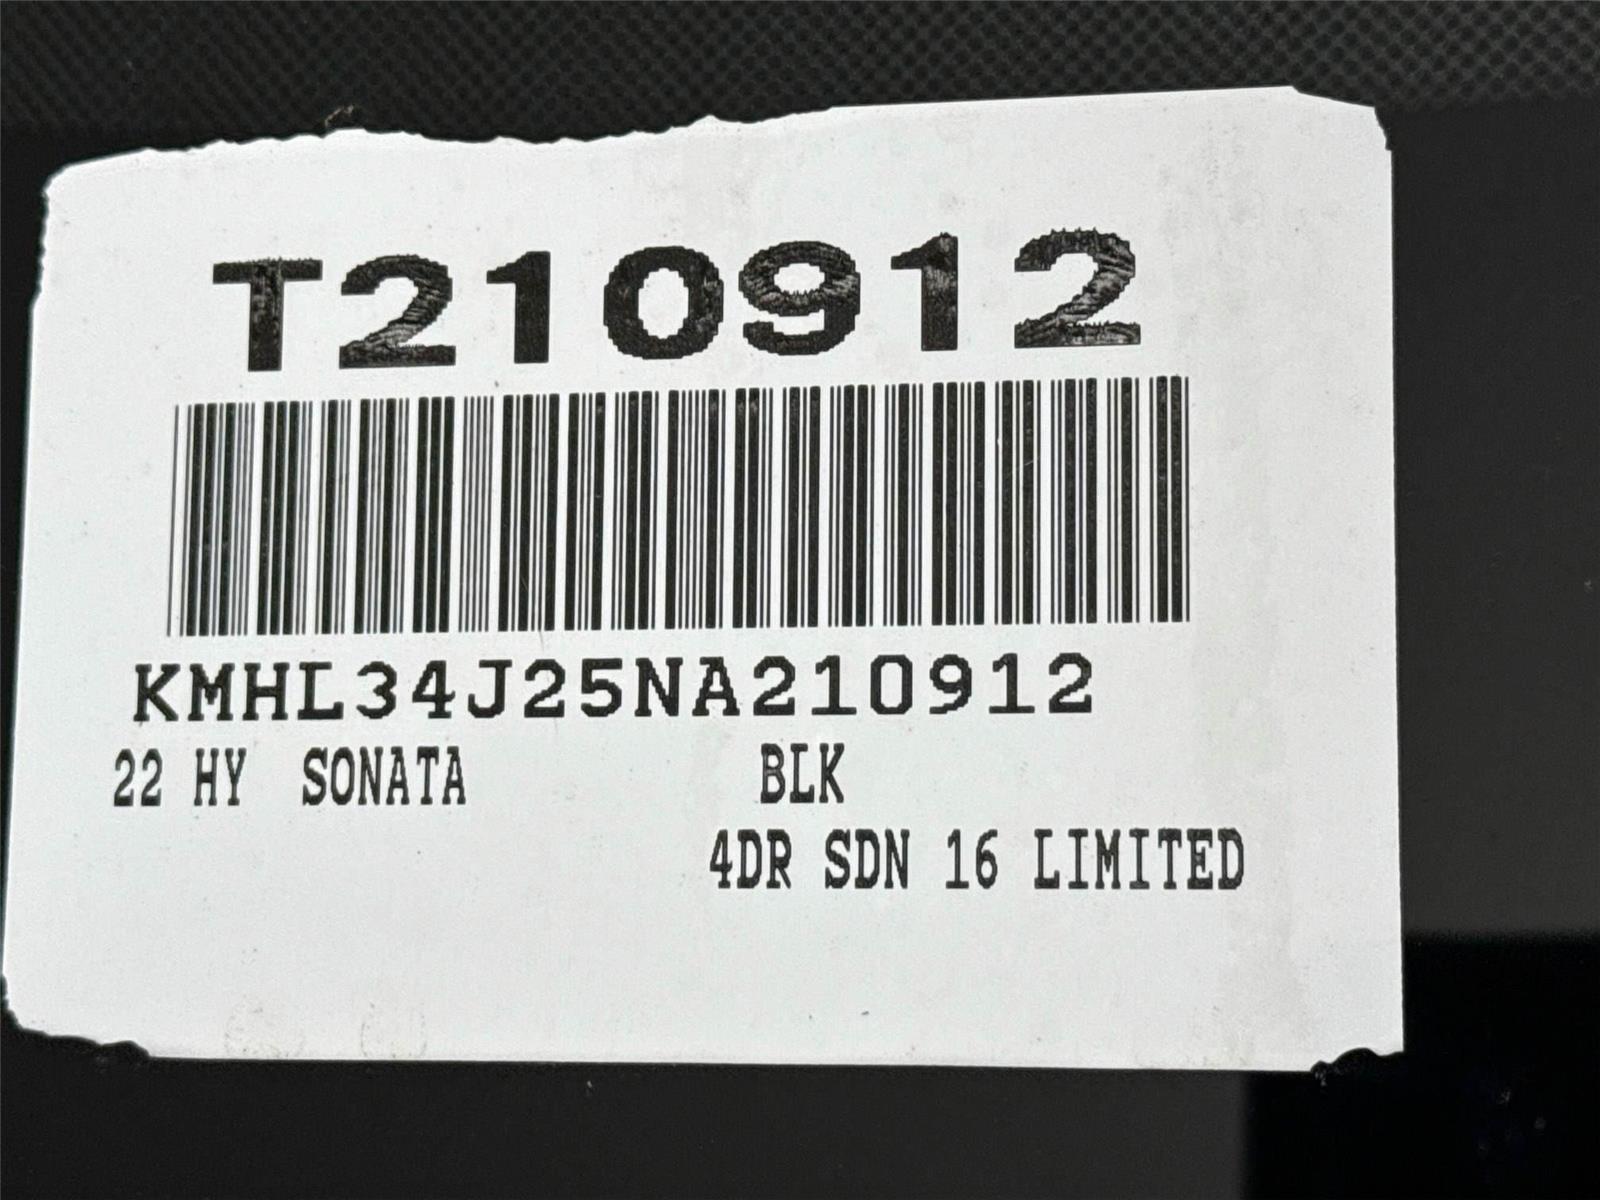 T210912
KMHL34J25NA210912
22 HY SONATA BLK
4DR SDN 16 LIMITED